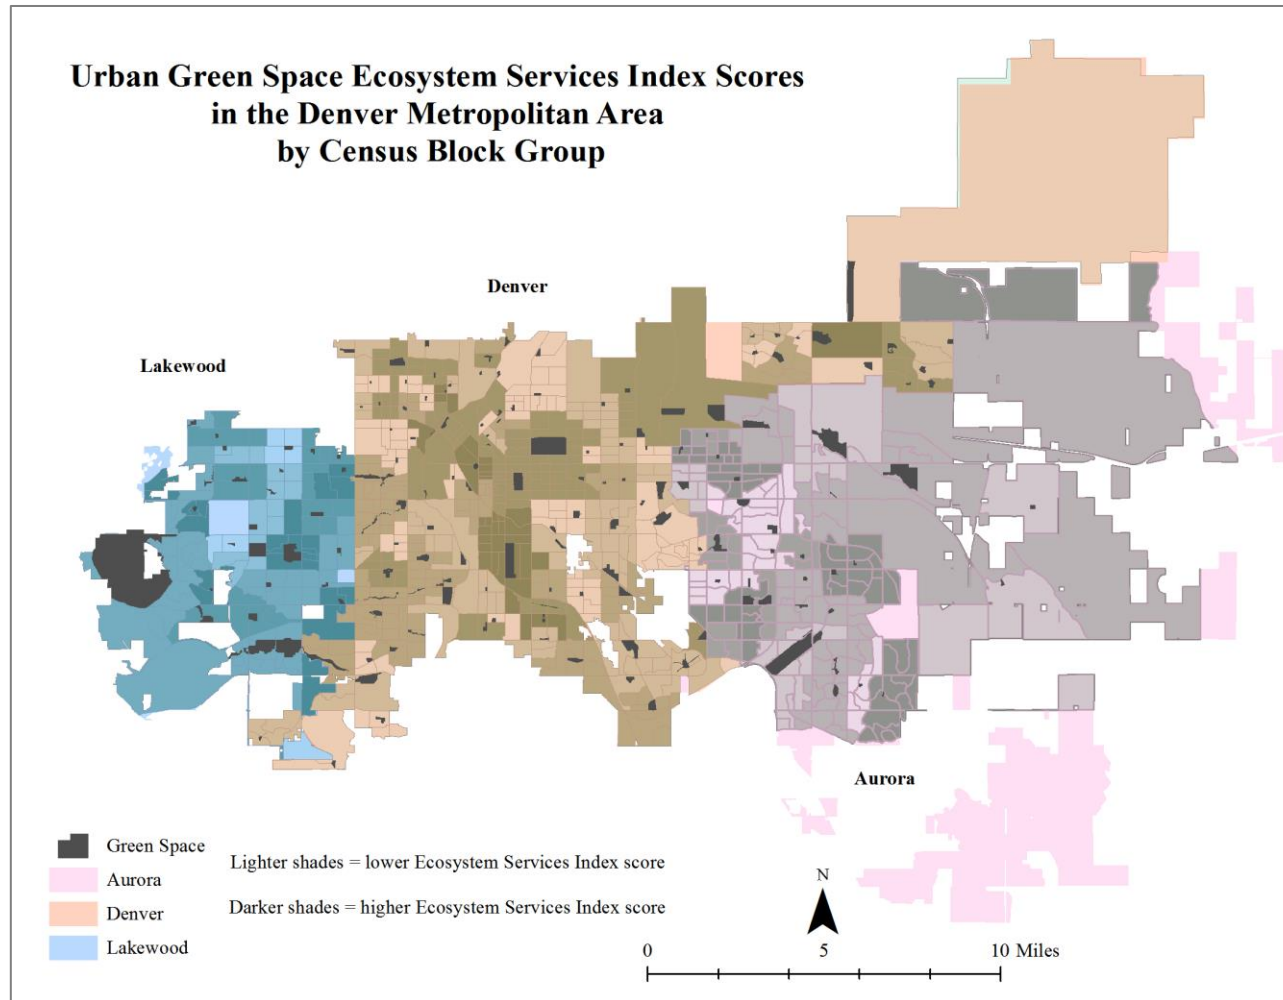 Urban Green Space Ecosystem Services Index Scores
in the Denver Metropolitan Area
by Census Block Group
Denver
Lakewood
Aurora
Green Space
Aurora
Denver
Lakewood
Lighter shades = lower Ecosystem Services Index score
Darker shades = higher Ecosystem Services Index score
N
0 5 10 Miles